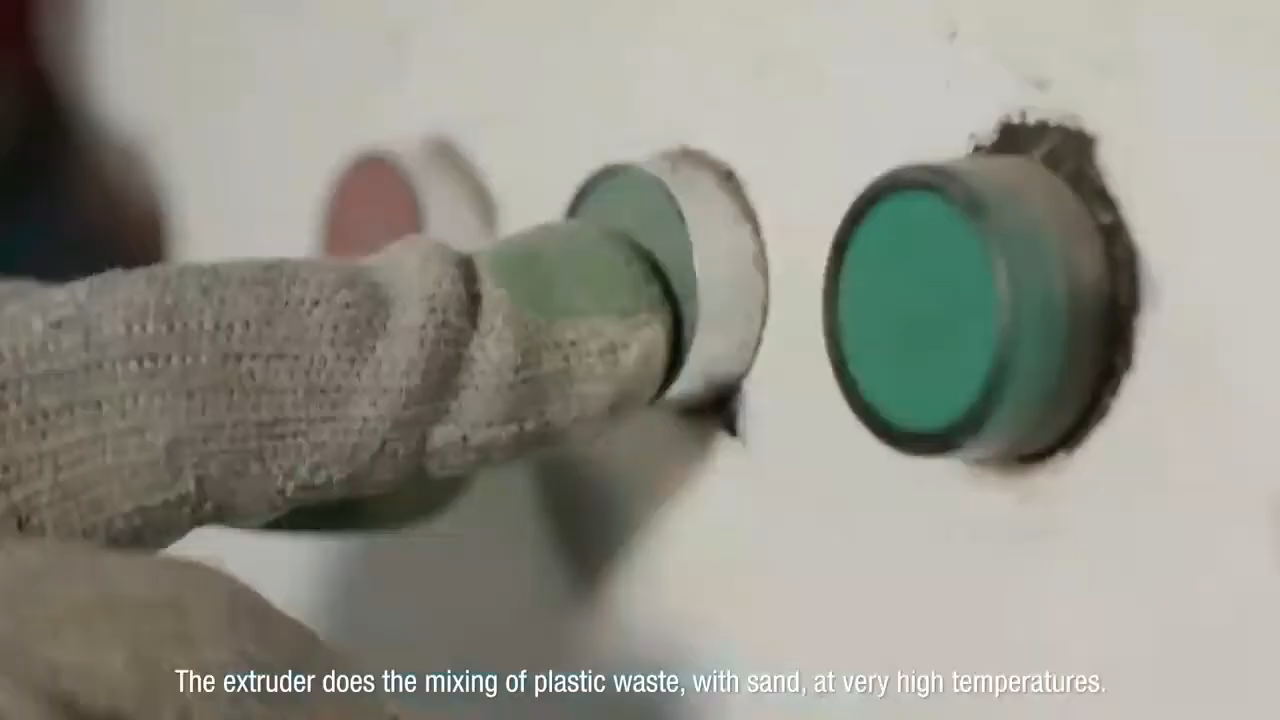 The extruder does the mixing of plastic waste, with sand, at very high temperatures.